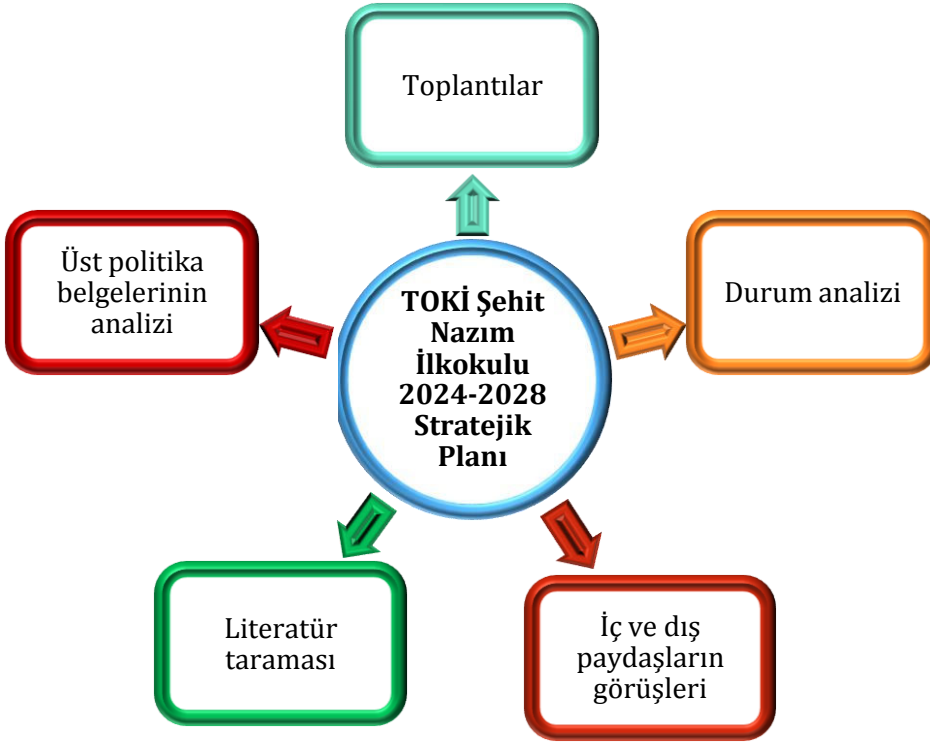 Toplantılar
Üst politika
belgelerinin
analizi
TOKİ Şehit
Nazım
İlkokulu
2024-2028
Stratejik
Planı
Durum analizi
Literatür
taraması
İç ve dış
paydaşların
görüşleri